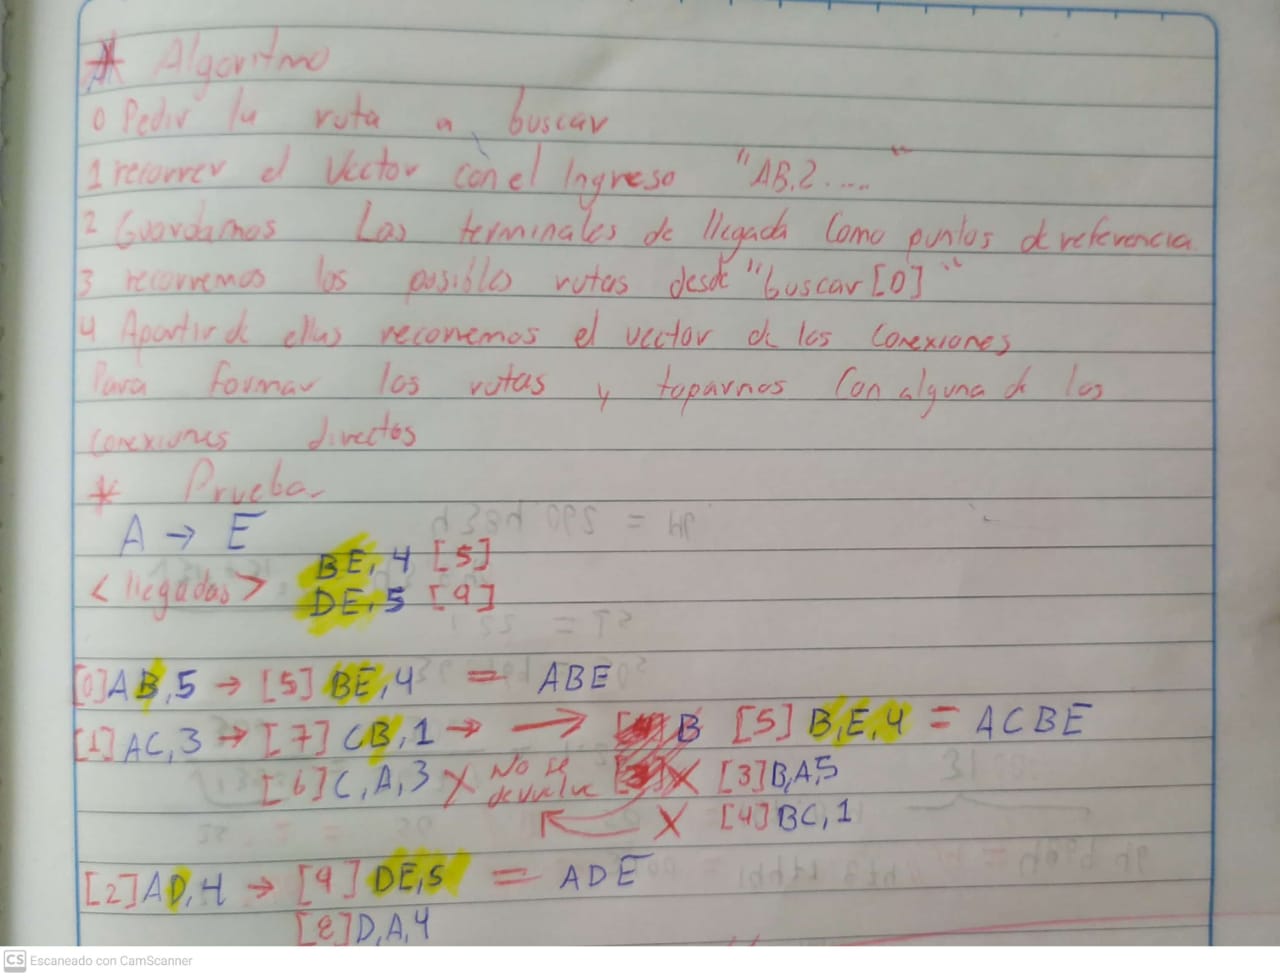 * Algoritmo
0 Pedir la ruta a buscar
1 recorrer el Vector con el Ingreso "AB,2....."
2 Guardamos Las terminales de llegada Como puntos de referencia
3 recorremos las posibles rutas desde "buscar[0]"
4 Apartir de ellas recorremos el vector de las Conexiones
Para formar las rutas y toparnos Con alguna de las
conexiones directas
* Prueba
A → E
BE, 4 [5]
<llegadas> DE, 5 [9]
[0]AB,5 → [5] BE,4 = ABE
[1]AC,3 → [7] CB,1 → → B [5] B,E,4 = ACBE
[6]C,A,3 X No se devuelve X [3]B,A,5
X [4]BC,1
[2]AD,4 → [9] DE,5 = ADE
[8]D,A,4
CS Escaneado con CamScanner